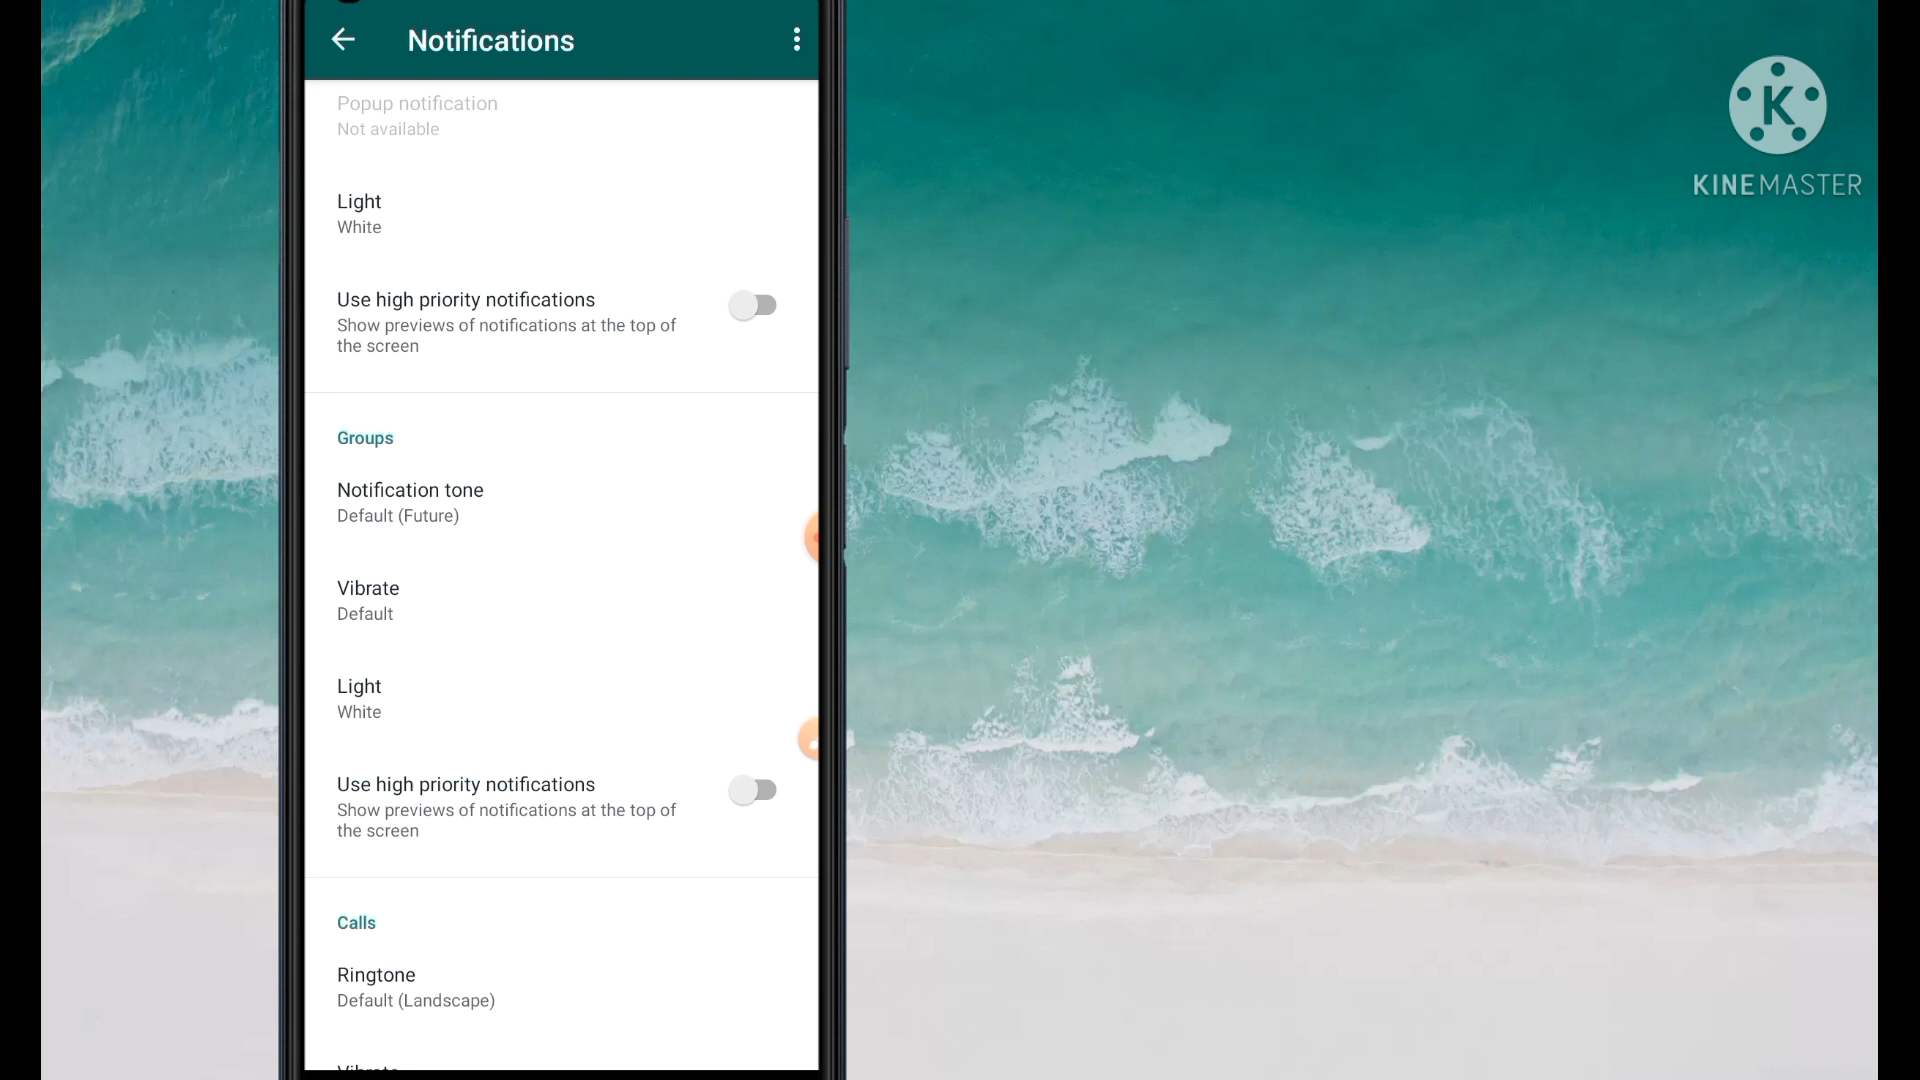 Notifications
Popup notification
Not available
Light
White
Use high priority notifications
Show previews of notifications at the top of
the screen
Groups
Notification tone
Default (Future)
Vibrate
Default
Light
White
Use high priority notifications
Show previews of notifications at the top of
the screen
Calls
Ringtone
Default (Landscape)
Vibrate
K
KINEMASTER